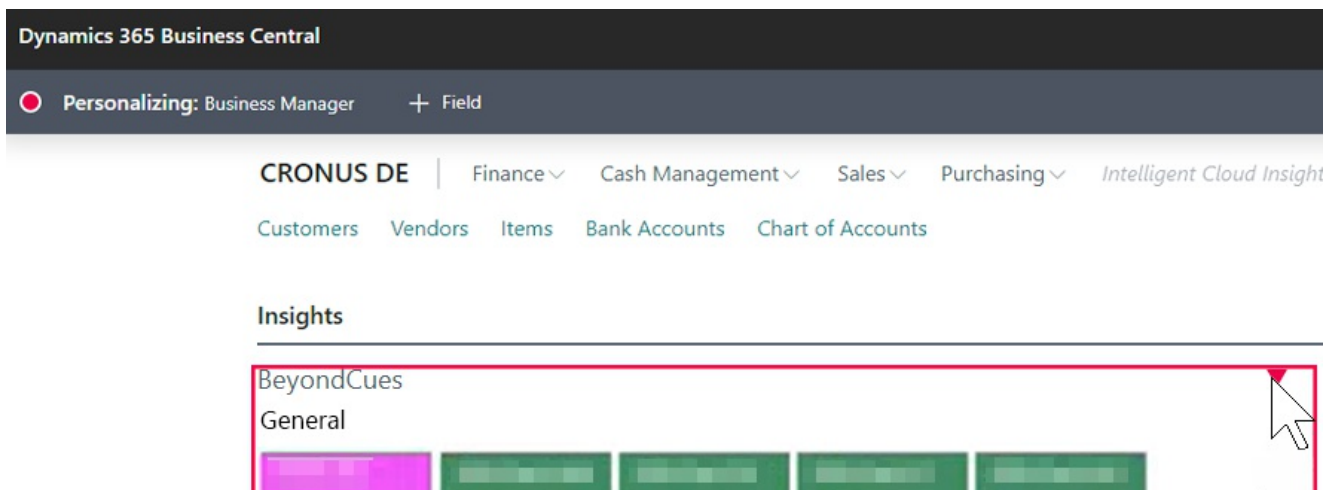 Dynamics 365 Business Central
Personalizing: Business Manager + Field
CRONUS DE Finance Cash Management Sales Purchasing Intelligent Cloud Insight
Customers Vendors Items Bank Accounts Chart of Accounts
Insights
BeyondCues
General